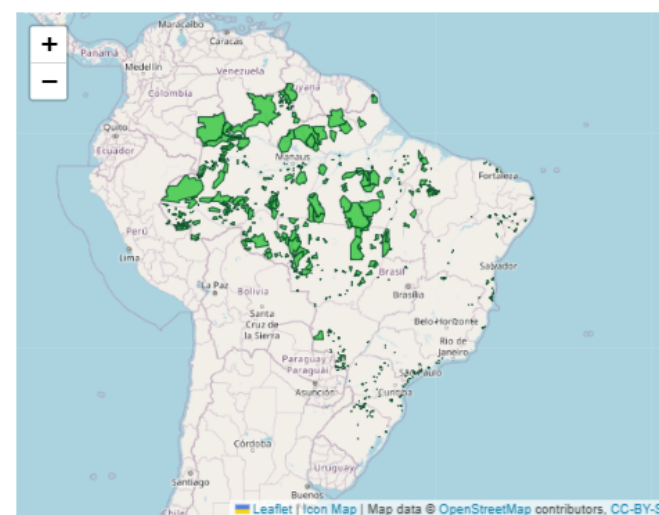 +
Maracaibo
Caracas
−
Panamá
Medellín
Venezuela
Guyana
Colombia
Quito
Ecuador
Manaus
Fortaleza
Perú
Lima
Salvador
Brasil
La Paz
Bolivia
Brasília
Santa
Cruz de
la Sierra
Belo Horizonte
Rio de
Janeiro
Paraguay /
Paraguái
São Paulo
Asunción
Curitiba
Córdoba
Uruguay
Santiago
Buenos
Leaflet | Icon Map | Map data © OpenStreetMap contributors, CC-BY-S